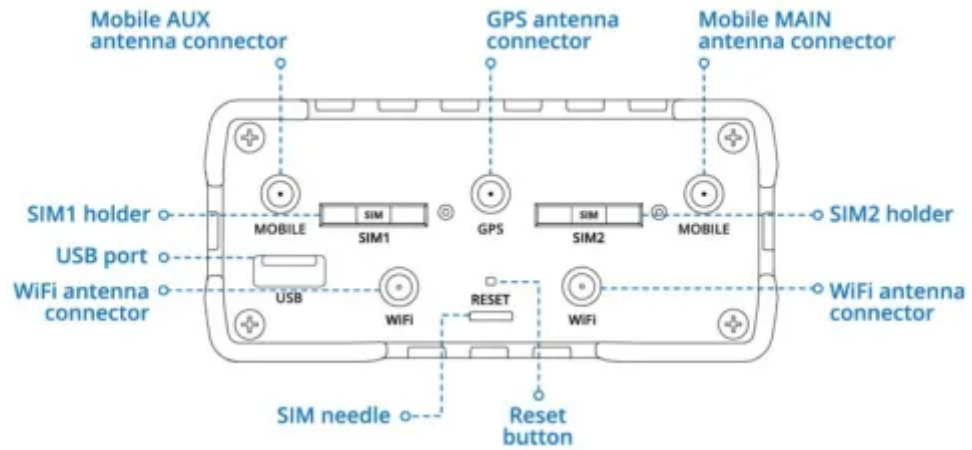 Mobile AUX
antenna connector
GPS antenna
connector
Mobile MAIN
antenna connector
SIM1 holder
SIM
SIM
SIM2 holder
MOBILE
SIM1
GPS
SIM2
MOBILE
USB port
WiFi antenna
connector
USB
RESET
WiFi antenna
connector
WiFi
WiFi
SIM needle
Reset
button